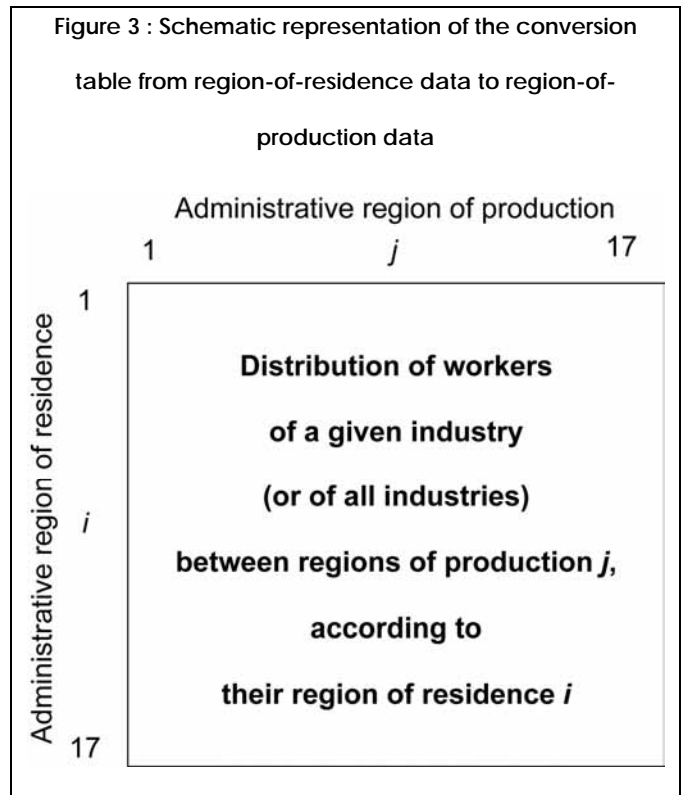 Figure 3 : Schematic representation of the conversion
table from region-of-residence data to region-of-
production data
Administrative region of production
1 j 17
Administrative region of residence
1
i
17
Distribution of workers
of a given industry
(or of all industries)
between regions of production j,
according to
their region of residence i